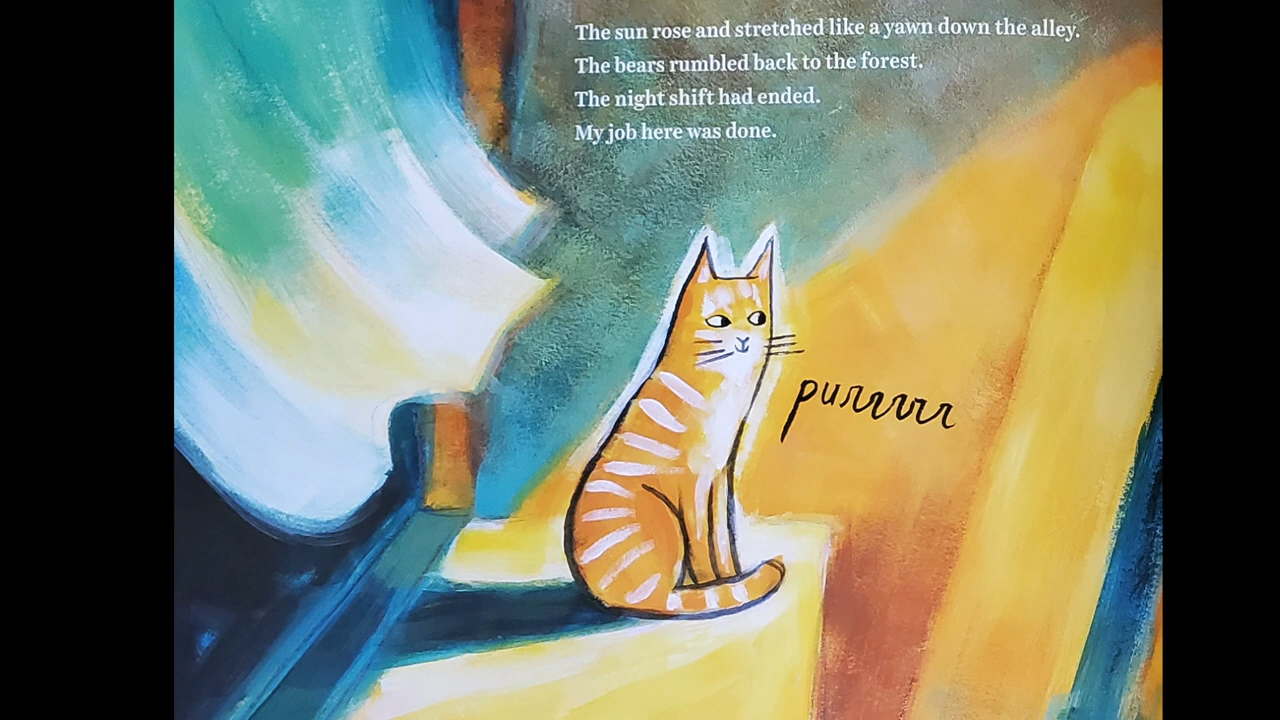 The sun rose and stretched like a yawn down the alley.
The bears rumbled back to the forest.
The night shift had ended.
My job here was done.
purrrrr